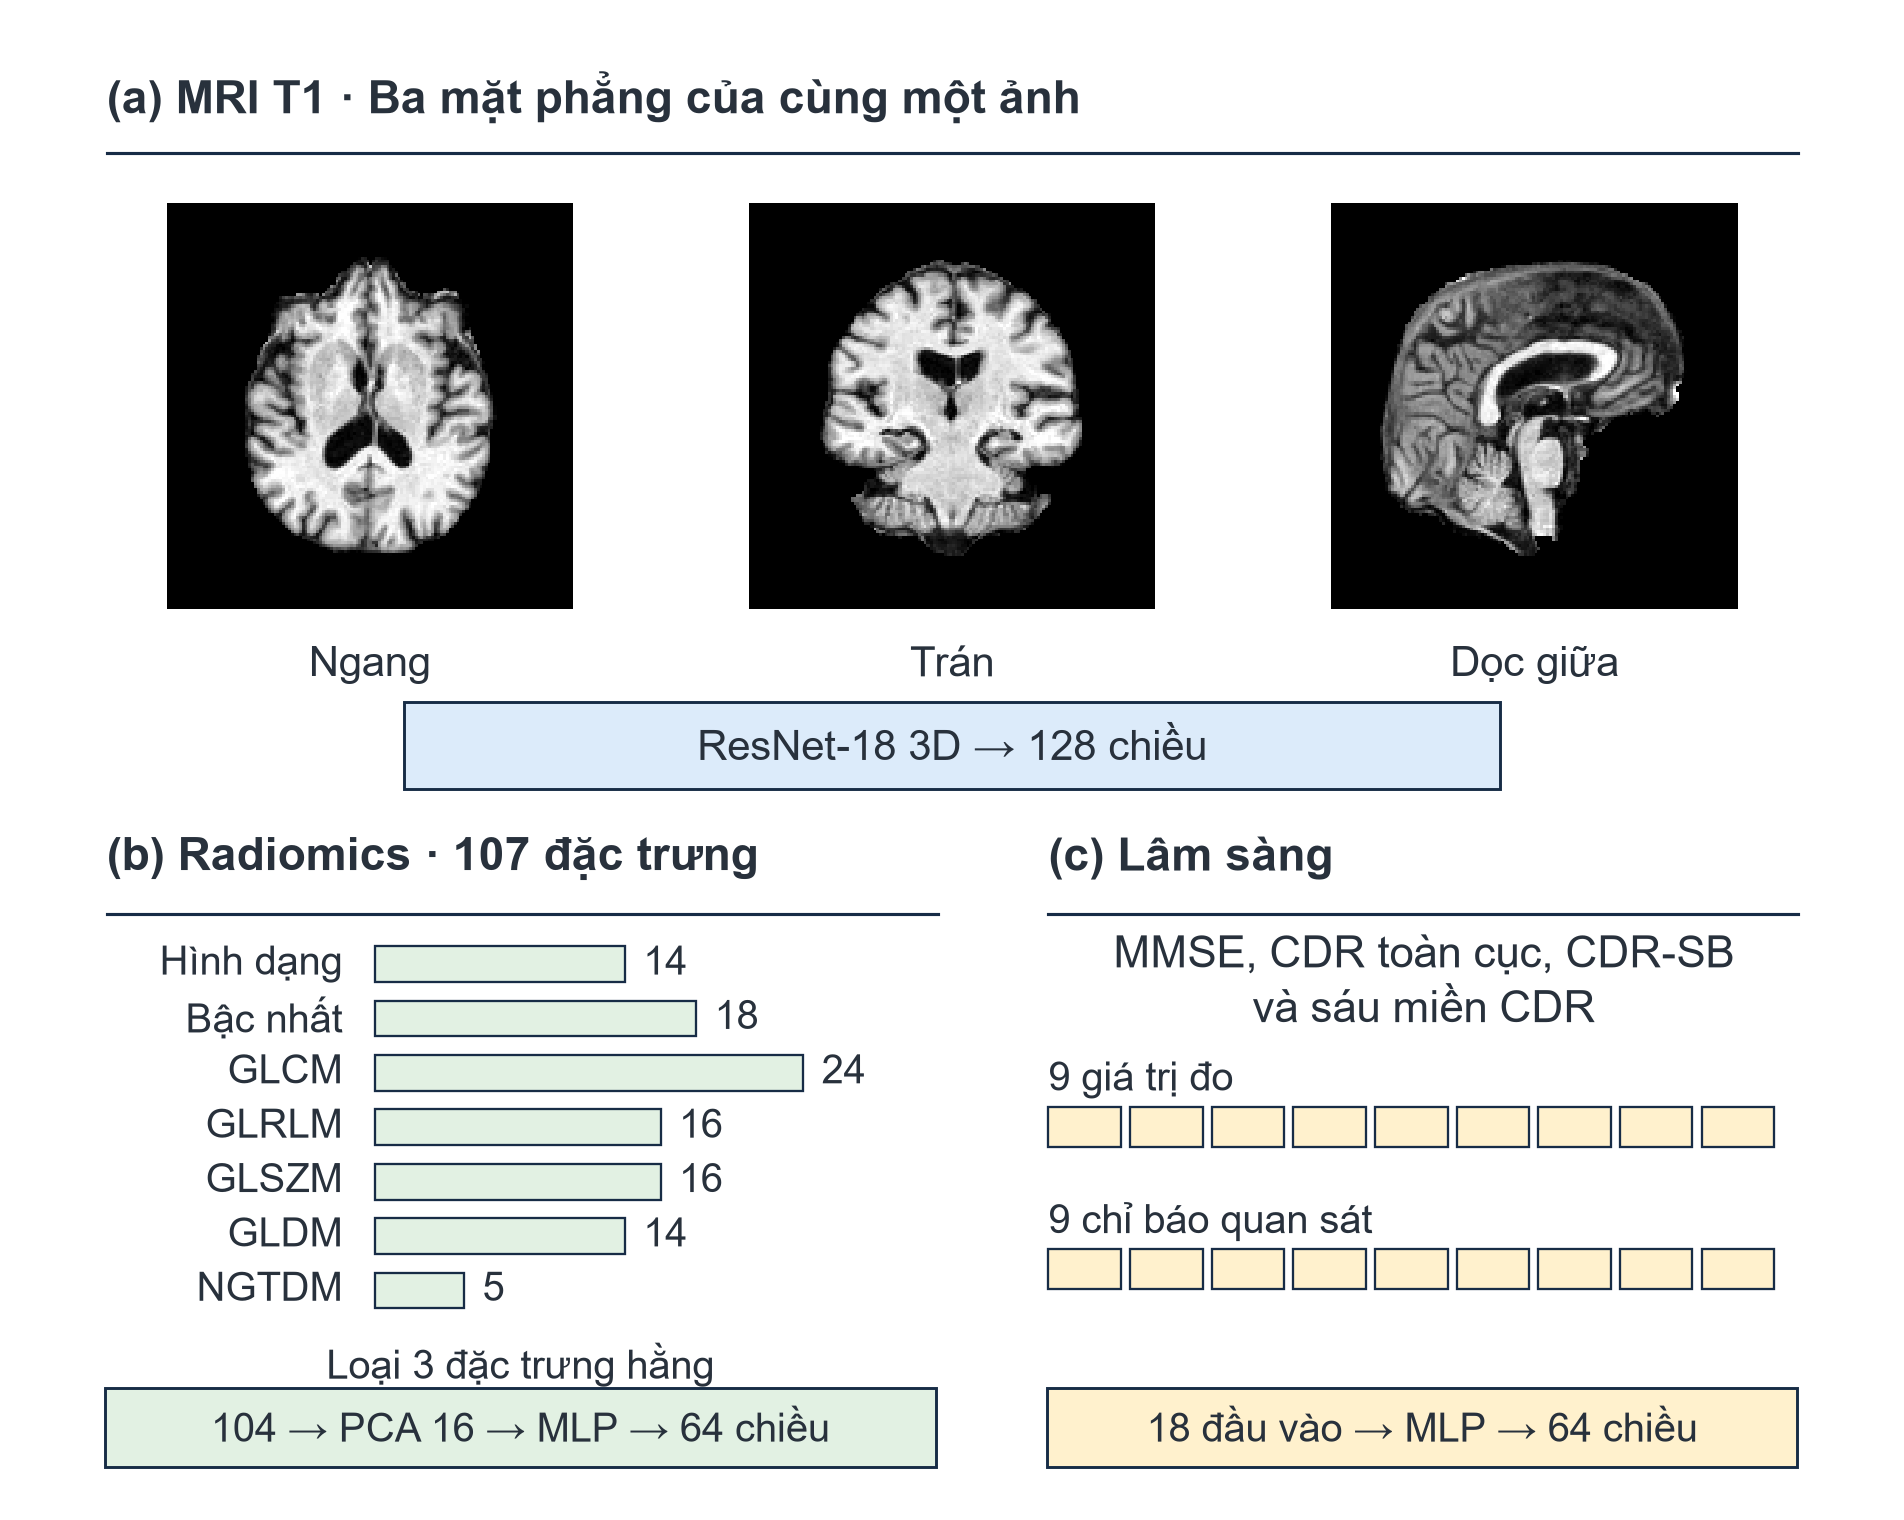 (a) MRI T1 · Ba mặt phẳng của cùng một ảnh
Ngang
Trán
Dọc giữa
ResNet-18 3D → 128 chiều
(b) Radiomics · 107 đặc trưng
Hình dạng 14
Bậc nhất 18
GLCM 24
GLRLM 16
GLSZM 16
GLDM 14
NGTDM 5
Loại 3 đặc trưng hằng
104 → PCA 16 → MLP → 64 chiều
(c) Lâm sàng
MMSE, CDR toàn cục, CDR-SB
và sáu miền CDR
9 giá trị đo
9 chỉ báo quan sát
18 đầu vào → MLP → 64 chiều